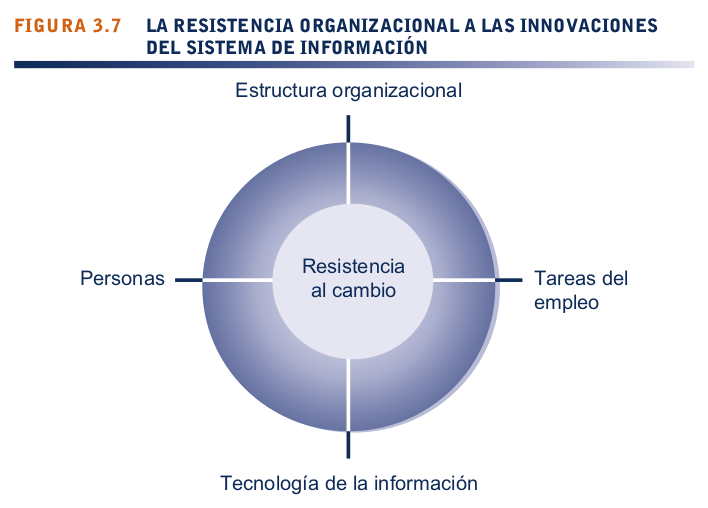 FIGURA 3.7 LA RESISTENCIA ORGANIZACIONAL A LAS INNOVACIONES
DEL SISTEMA DE INFORMACIÓN
Estructura organizacional
Personas
Resistencia
al cambio
Tareas del
empleo
Tecnología de la información